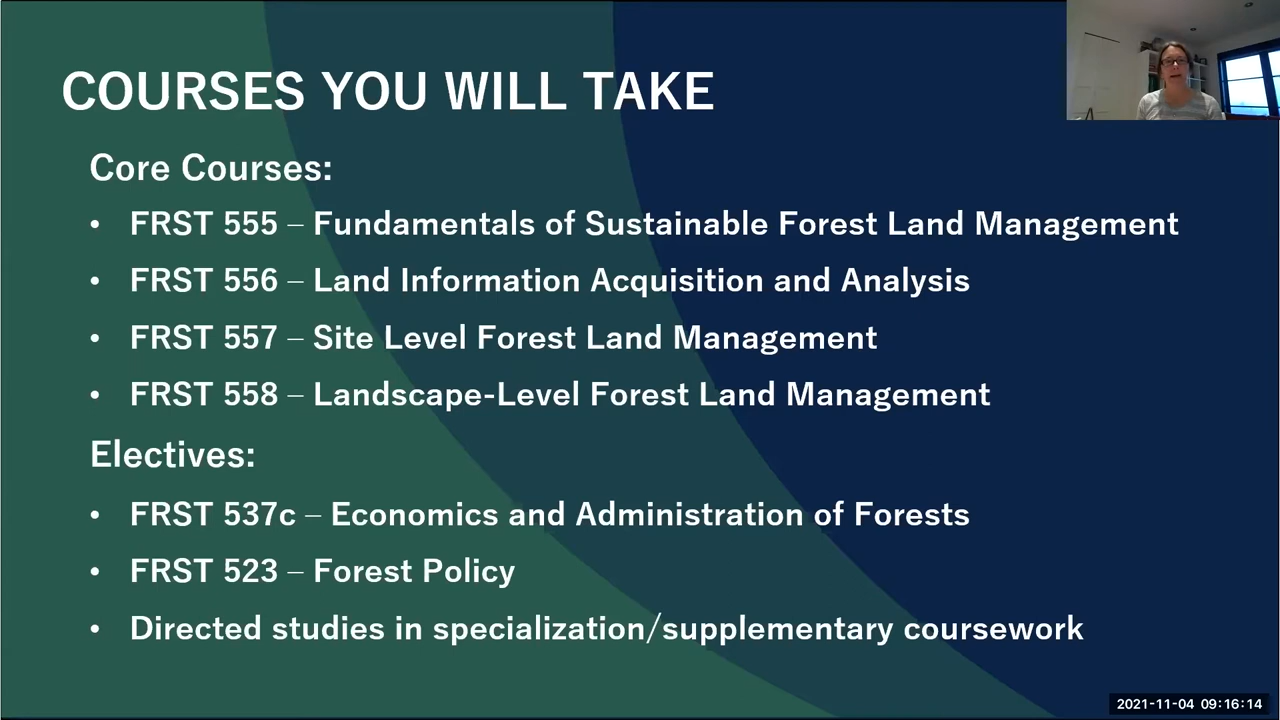 COURSES YOU WILL TAKE
Core Courses:
• FRST 555 – Fundamentals of Sustainable Forest Land Management
• FRST 556 – Land Information Acquisition and Analysis
• FRST 557 – Site Level Forest Land Management
• FRST 558 – Landscape-Level Forest Land Management
Electives:
• FRST 537c – Economics and Administration of Forests
• FRST 523 – Forest Policy
• Directed studies in specialization/supplementary coursework
2021-11-04 09:16:14